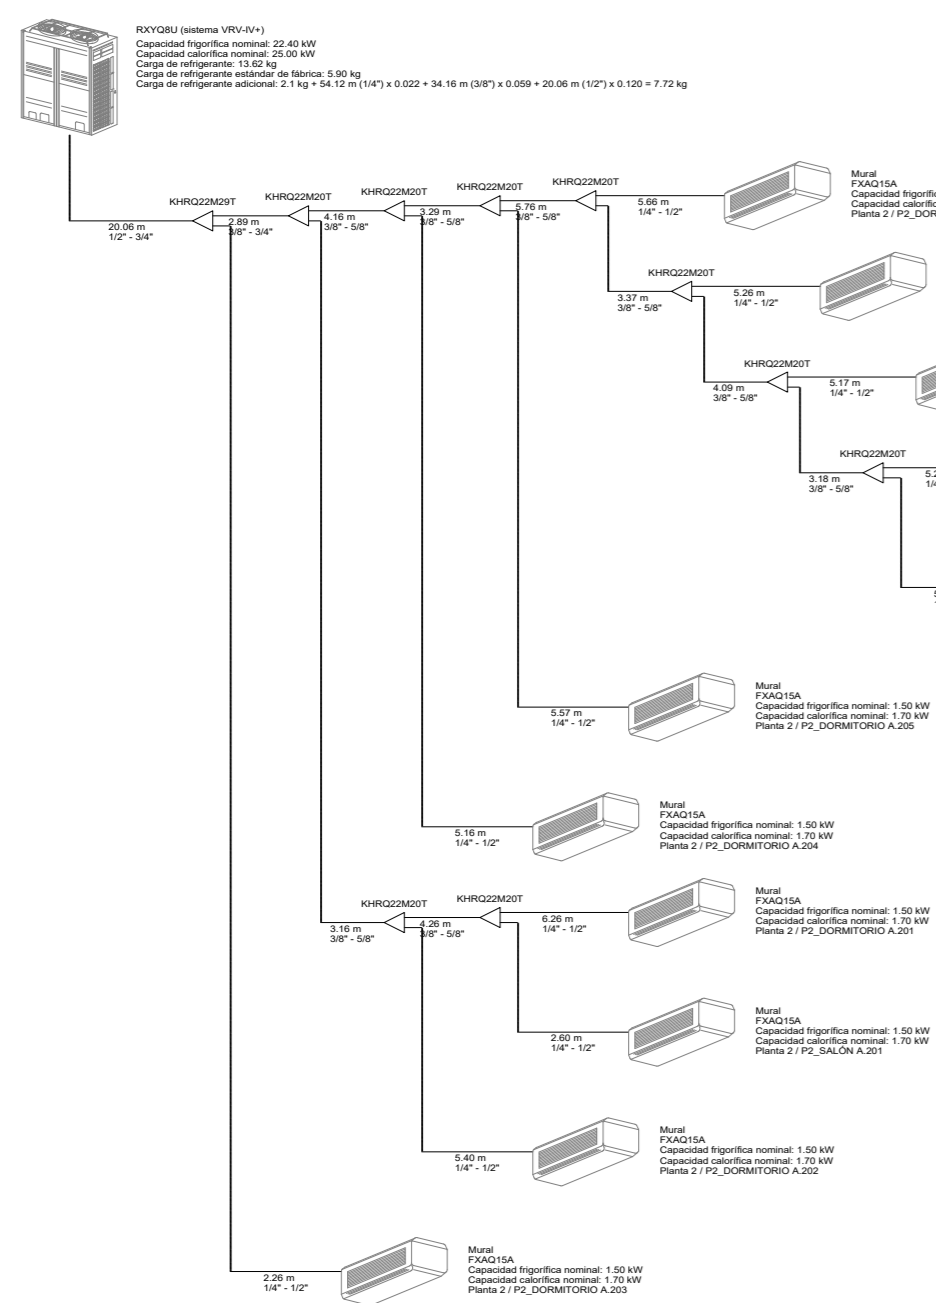 RXYQ8U (sistema VRV-IV+)
Capacidad frigorífica nominal: 22.40 kW
Capacidad calorífica nominal: 25.00 kW
Carga de refrigerante: 13.62 kg
Carga de refrigerante estándar de fábrica: 5.90 kg
Carga de refrigerante adicional: 2.1 kg + 54.12 m (1/4") x 0.022 + 34.16 m (3/8") x 0.059 + 20.06 m (1/2") x 0.120 = 7.72 kg
KHRQ22M29T
KHRQ22M20T
KHRQ22M20T
KHRQ22M20T
KHRQ22M20T
20.06 m
1/2" - 3/4"
2.89 m
3/8" - 3/4"
4.16 m
3/8" - 5/8"
3.29 m
3/8" - 5/8"
5.76 m
3/8" - 5/8"
5.66 m
1/4" - 1/2"
Mural
FXAQ15A
Capacidad
Capacidad
Planta 2 /
KHRQ22M20T
3.37 m
3/8" - 5/8"
5.26 m
1/4" - 1/2"
KHRQ22M20T
4.09 m
3/8" - 5/8"
5.17 m
1/4" - 1/2"
KHRQ22M20T
3.18 m
3/8" - 5/8"
5.57 m
1/4" - 1/2"
Mural
FXAQ15A
Capacidad frigorífica nominal: 1.50 kW
Capacidad calorífica nominal: 1.70 kW
Planta 2 / P2_DORMITORIO A.205
5.16 m
1/4" - 1/2"
Mural
FXAQ15A
Capacidad frigorífica nominal: 1.50 kW
Capacidad calorífica nominal: 1.70 kW
Planta 2 / P2_DORMITORIO A.204
KHRQ22M20T
KHRQ22M20T
3.16 m
3/8" - 5/8"
4.26 m
3/8" - 5/8"
6.26 m
1/4" - 1/2"
Mural
FXAQ15A
Capacidad frigorífica nominal: 1.50 kW
Capacidad calorífica nominal: 1.70 kW
Planta 2 / P2_DORMITORIO A.201
2.60 m
1/4" - 1/2"
Mural
FXAQ15A
Capacidad frigorífica nominal: 1.50 kW
Capacidad calorífica nominal: 1.70 kW
Planta 2 / P2_SALÓN A.201
5.40 m
1/4" - 1/2"
Mural
FXAQ15A
Capacidad frigorífica nominal: 1.50 kW
Capacidad calorífica nominal: 1.70 kW
Planta 2 / P2_DORMITORIO A.202
2.26 m
1/4" - 1/2"
Mural
FXAQ15A
Capacidad frigorífica nominal: 1.50 kW
Capacidad calorífica nominal: 1.70 kW
Planta 2 / P2_DORMITORIO A.203